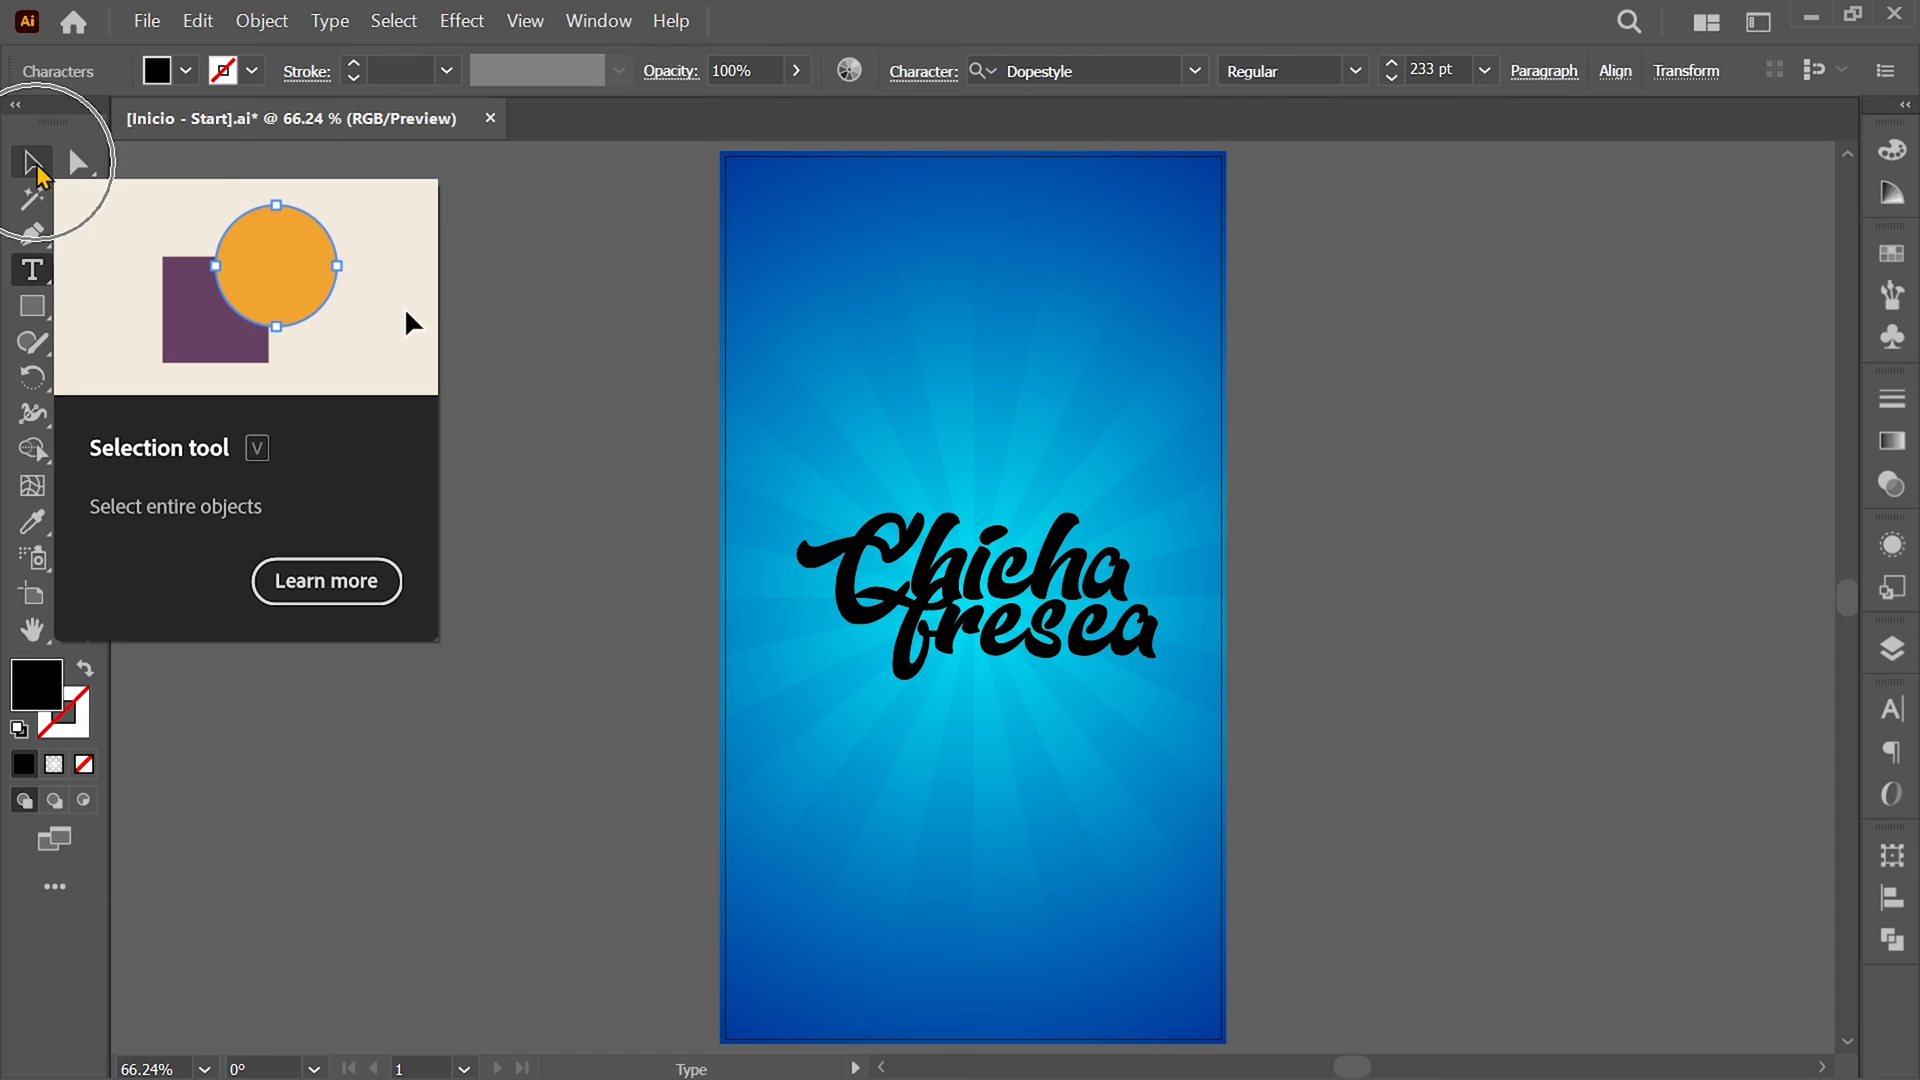 Ai File Edit Object Type Select Effect View Window Help
Characters Stroke: Opacity: 100% Character: Dopestyle Regular 233 pt Paragraph Align Transform
[Inicio - Start].ai* @ 66.24 % (RGB/Preview)
T
Selection tool V
Select entire objects
Learn more
Chicha
fresca
66.24% 0° 1 Type